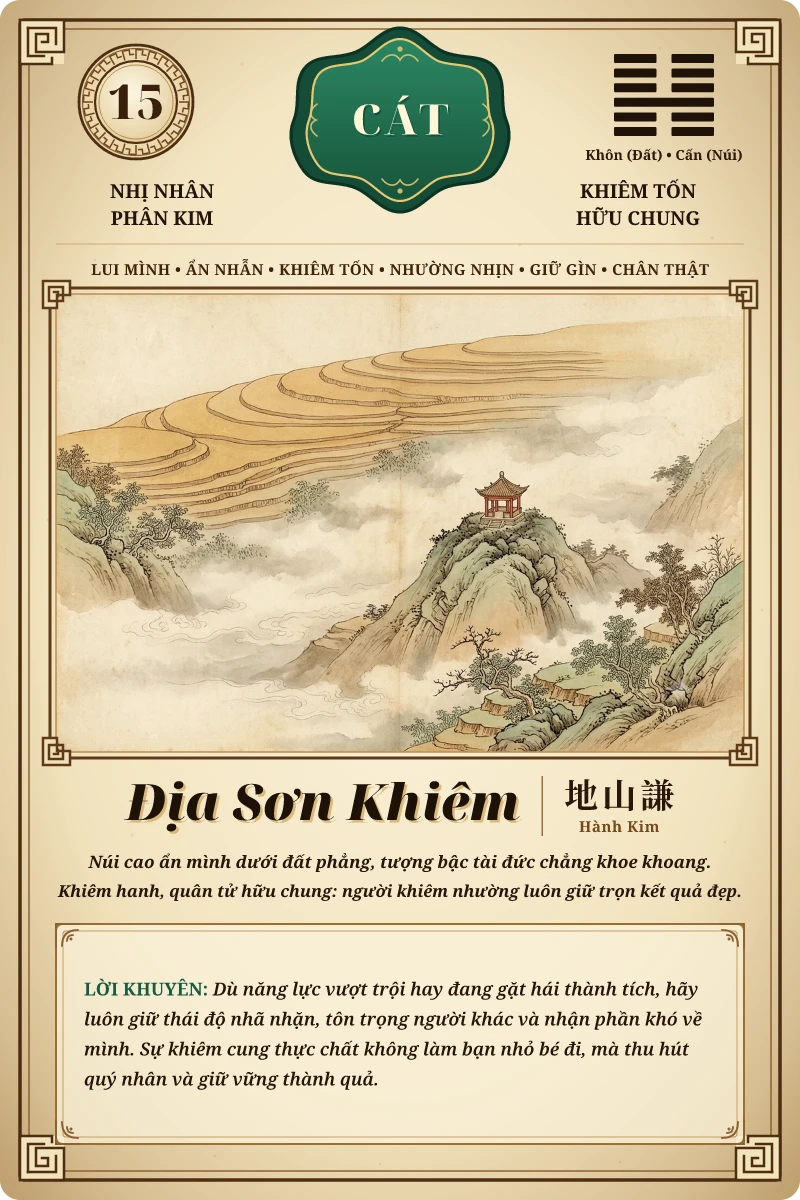 15
CÁT
Khôn (Đất) • Cấn (Núi)
NHỊ NHÂN
PHÂN KIM
KHIÊM TỐN
HỮU CHUNG
LUI MÌNH • ẨN NHẪN • KHIÊM TỐN • NHƯỜNG NHỊN • GIỮ GÌN • CHÂN THẬT
Địa Sơn Khiêm
地山謙
Hành Kim
Núi cao ẩn mình dưới đất phẳng, tượng bậc tài đức chẳng khoe khoang.
Khiêm hanh, quân tử hữu chung: người khiêm nhường luôn giữ trọn kết quả đẹp.
LỜI KHUYÊN: Dù năng lực vượt trội hay đang gặt hái thành tích, hãy
luôn giữ thái độ nhã nhặn, tôn trọng người khác và nhận phần khó về
mình. Sự khiêm cung thực chất không làm bạn nhỏ bé đi, mà thu hút
quý nhân và giữ vững thành quả.